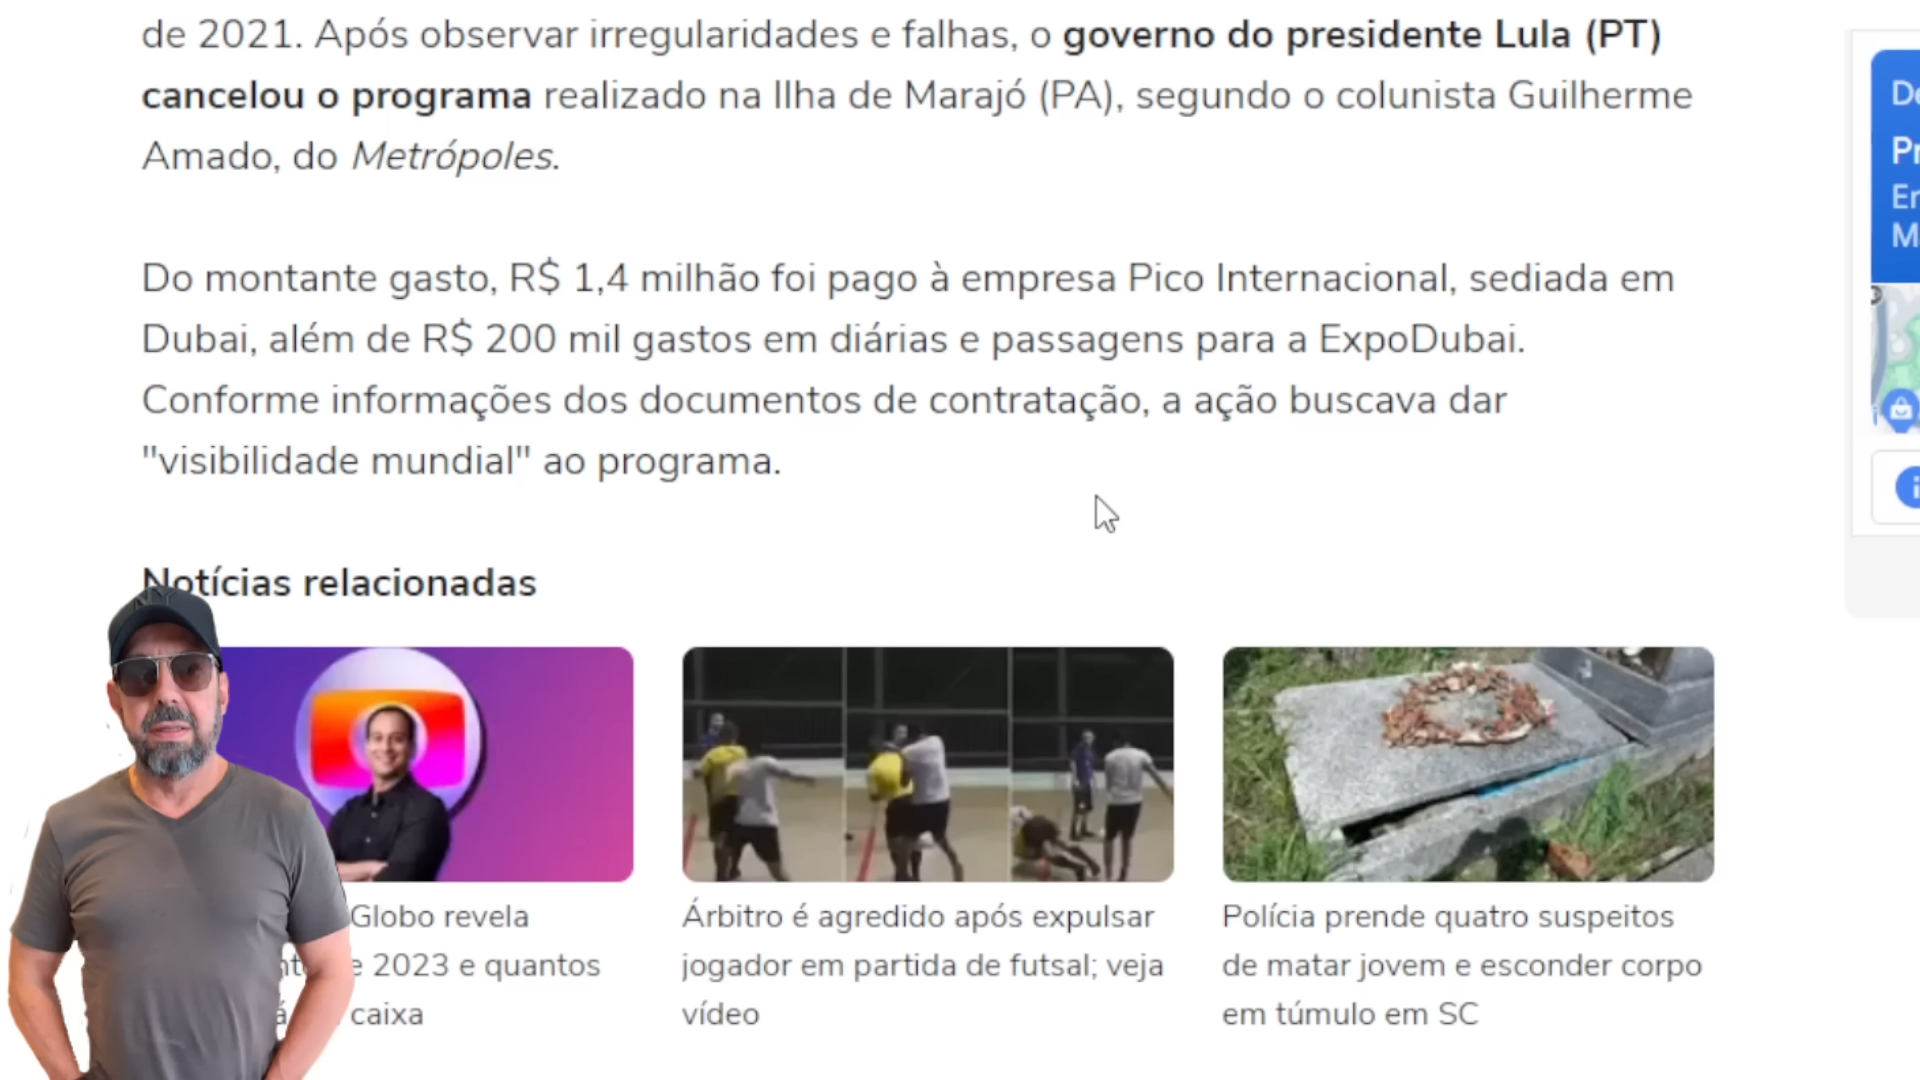 de 2021. Após observar irregularidades e falhas, o governo do presidente Lula (PT)
cancelou o programa realizado na Ilha de Marajó (PA), segundo o colunista Guilherme
Amado, do Metrópoles.
Do montante gasto, R$ 1,4 milhão foi pago à empresa Pico Internacional, sediada em
Dubai, além de R$ 200 mil gastos em diárias e passagens para a ExpoDubai.
Conforme informações dos documentos de contratação, a ação buscava dar
"visibilidade mundial" ao programa.
Notícias relacionadas
Globo revela
e 2023 e quantos
caixa
Árbitro é agredido após expulsar
jogador em partida de futsal; veja
vídeo
Polícia prende quatro suspeitos
de matar jovem e esconder corpo
em túmulo em SC